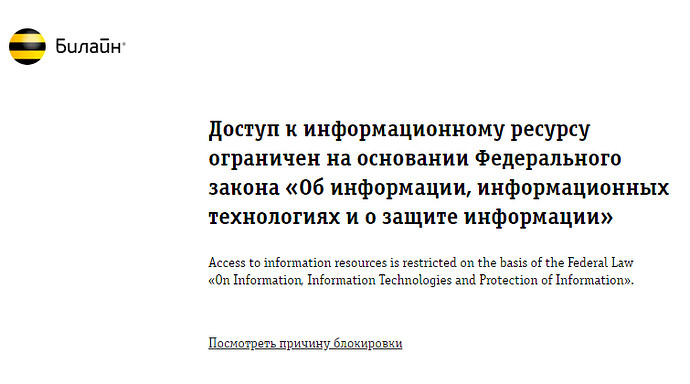 Билайн®
Доступ к информационному ресурсу
ограничен на основании Федерального
закона «Об информации, информационных
технологиях и о защите информации»
Access to information resources is restricted on the basis of the Federal Law
«On Information, Information Technologies and Protection of Information».
Посмотреть причину блокировки